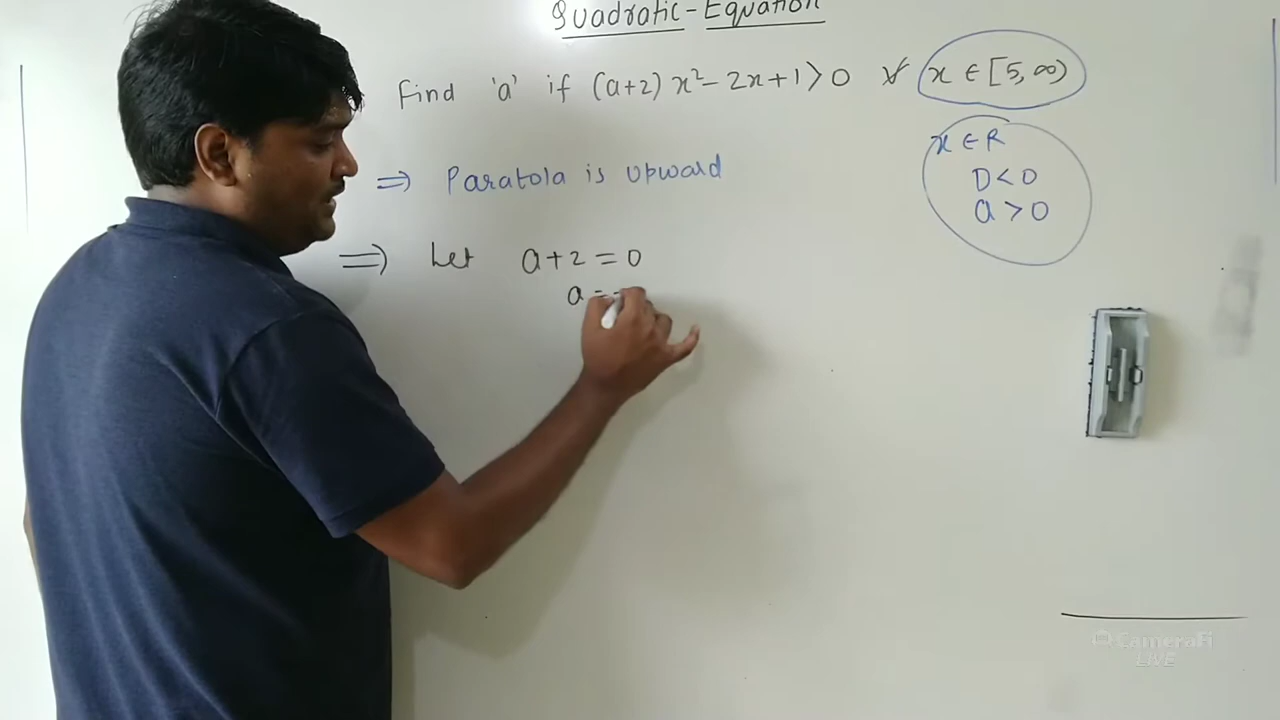 Quadratic - Equation
Find 'a' if (a+2) x² - 2x + 1 > 0 ∀ x ∈ [5, ∞)
x ∈ R
D < 0
a > 0
⇒ Parabola is upward
⇒ Let a + 2 = 0
a =
CameraFi
LIVE